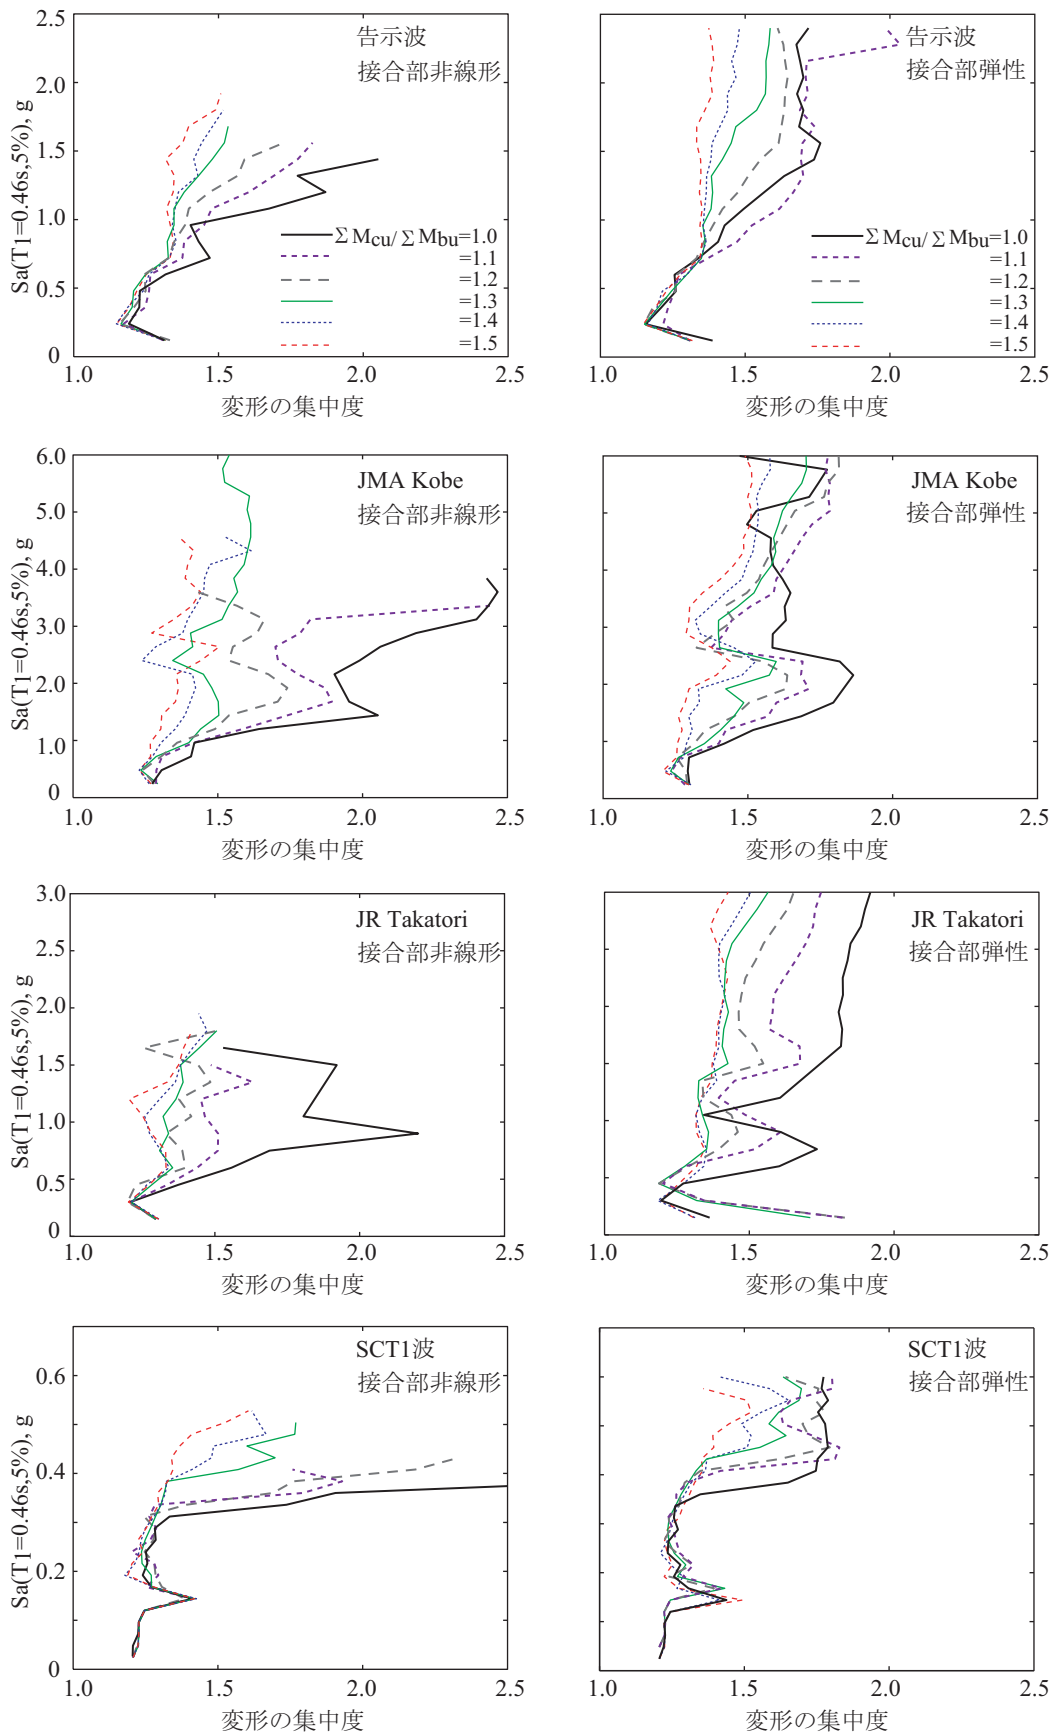 2.5
2.0
1.5
1.0
0.5
0
Sa(T1=0.46s,5%), g
告示波
接合部非線形
ΣMcu/ΣMbu=1.0
=1.1
=1.2
=1.3
=1.4
=1.5
1.0 1.5 2.0 2.5
変形の集中度
告示波
接合部弾性
ΣMcu/ΣMbu=1.0
=1.1
=1.2
=1.3
=1.4
=1.5
1.0 1.5 2.0 2.5
変形の集中度
6.0
5.0
4.0
3.0
2.0
1.0
0
Sa(T1=0.46s,5%), g
JMA Kobe
接合部非線形
1.0 1.5 2.0 2.5
変形の集中度
JMA Kobe
接合部弾性
1.0 1.5 2.0 2.5
変形の集中度
3.0
2.5
2.0
1.5
1.0
0.5
0
Sa(T1=0.46s,5%), g
JR Takatori
接合部非線形
1.0 1.5 2.0 2.5
変形の集中度
JR Takatori
接合部弾性
1.0 1.5 2.0 2.5
変形の集中度
0.6
0.4
0.2
0
Sa(T1=0.46s,5%), g
SCT1波
接合部非線形
1.0 1.5 2.0 2.5
変形の集中度
SCT1波
接合部弾性
1.0 1.5 2.0 2.5
変形の集中度